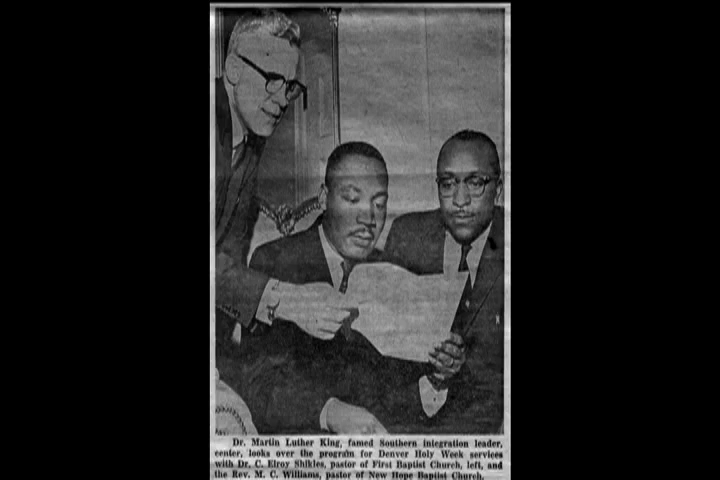 Dr. Martin Luther King, famed Southern integration leader,
center, looks over the program for Denver Holy Week services
with Dr. C. Elroy Shikles, pastor of First Baptist Church, left, and
the Rev. M. C. Williams, pastor of New Hope Baptist Church.